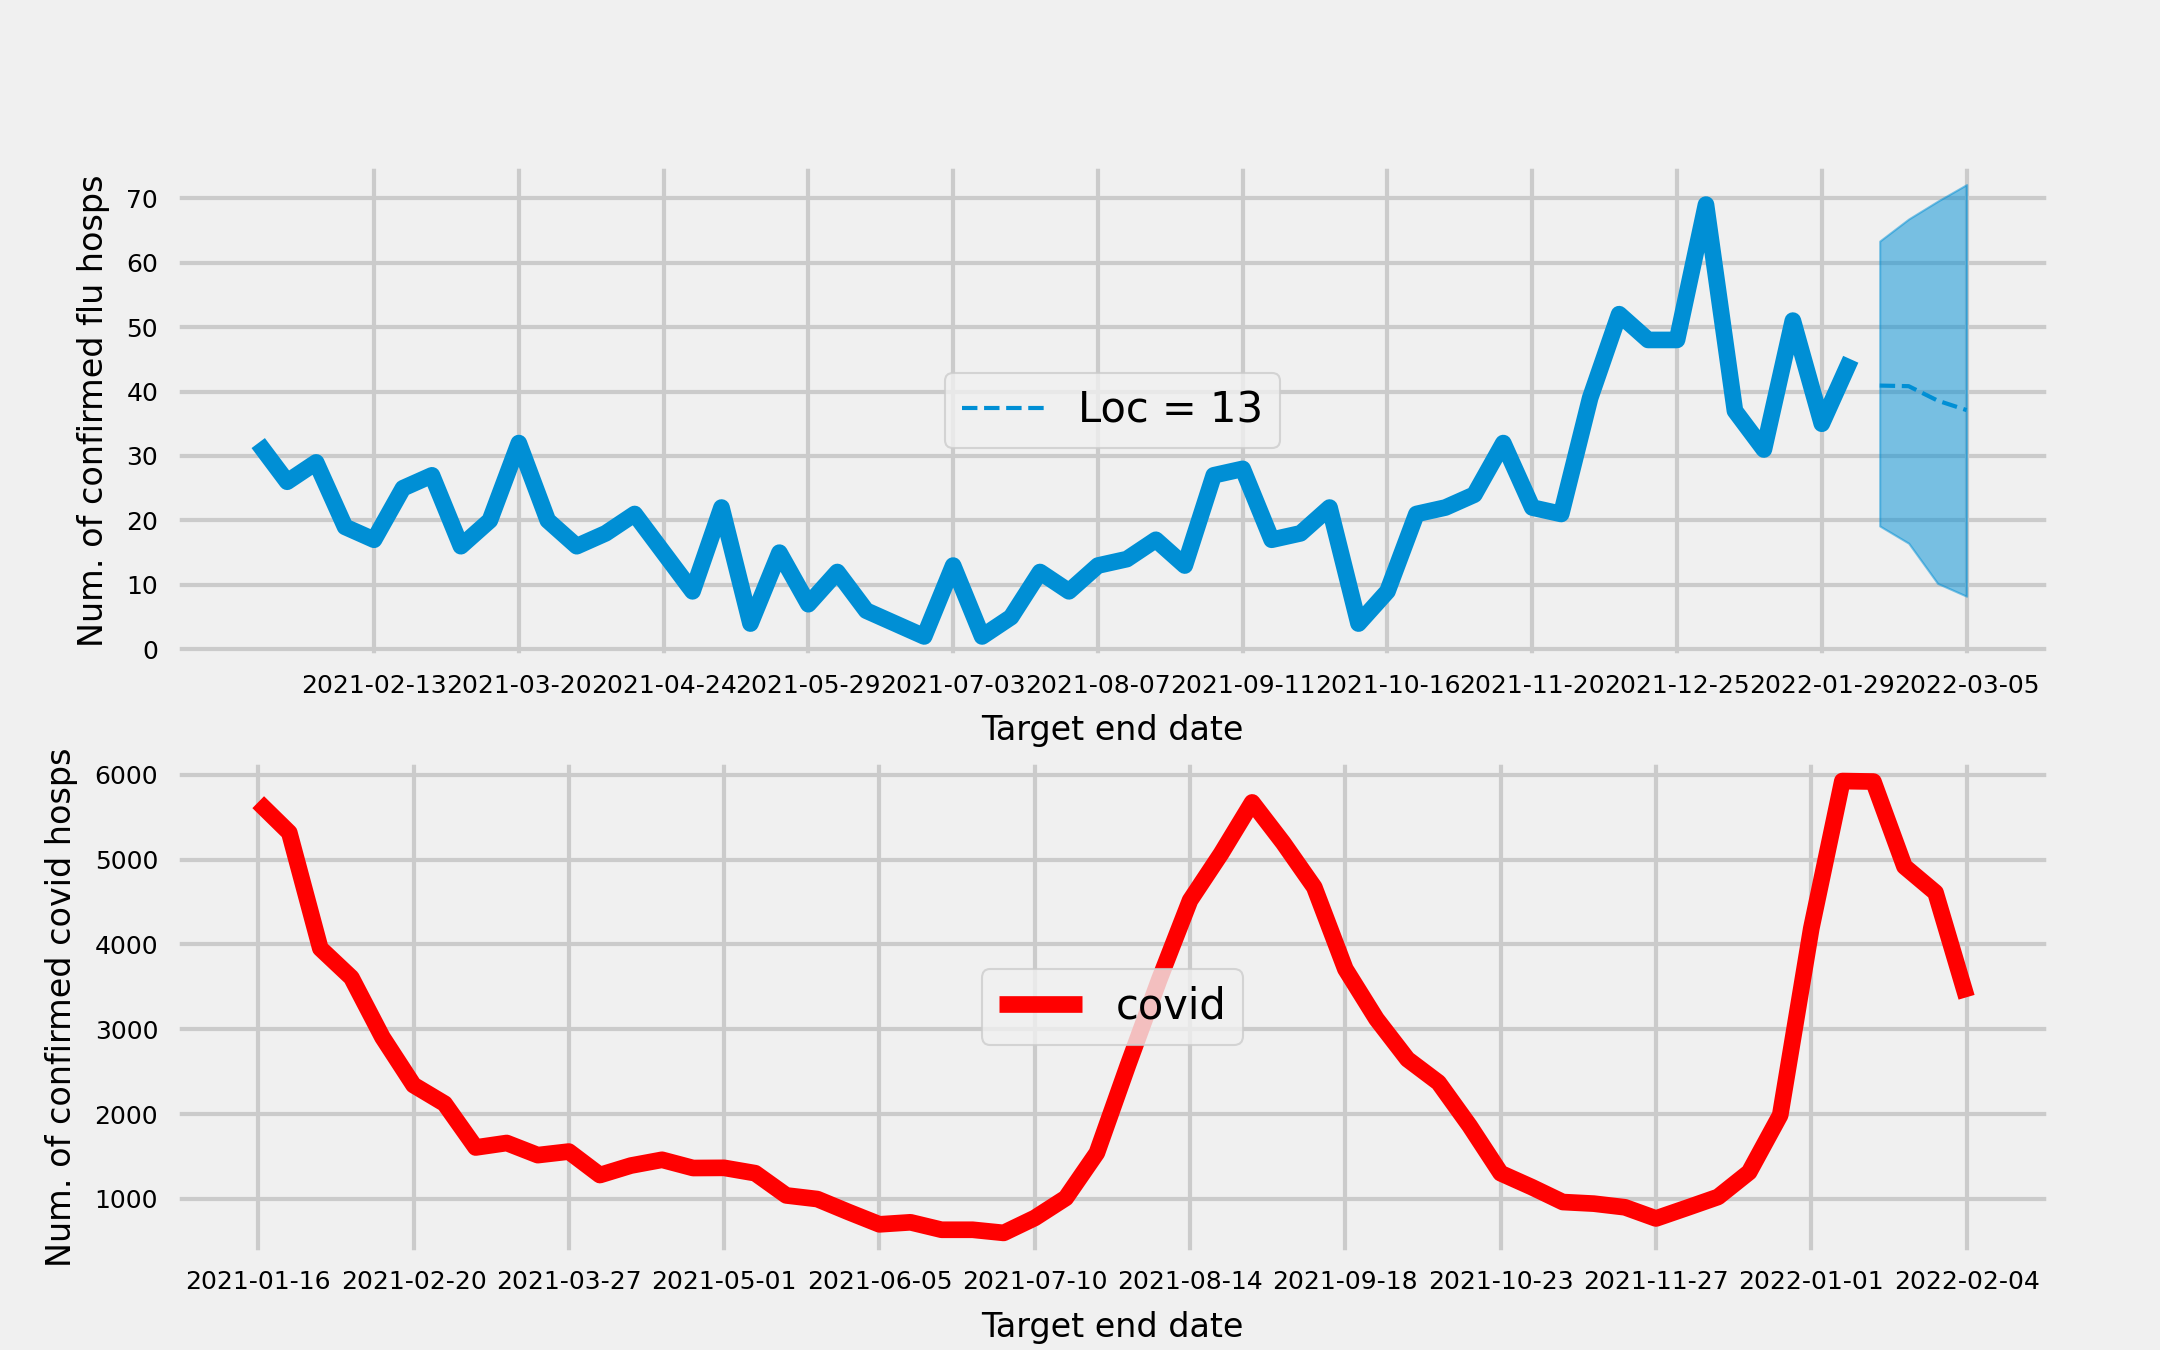 Num. of confirmed flu hosps
70
60
50
40
30
20
10
0
Loc = 13
2021-02-13 2021-03-20 2021-04-24 2021-05-29 2021-07-03 2021-08-07 2021-09-11 2021-10-16 2021-11-20 2021-12-25 2022-01-29 2022-03-05
Target end date
Num. of confirmed covid hosps
6000
5000
4000
3000
2000
1000
covid
2021-01-16 2021-02-20 2021-03-27 2021-05-01 2021-06-05 2021-07-10 2021-08-14 2021-09-18 2021-10-23 2021-11-27 2022-01-01 2022-02-04
Target end date